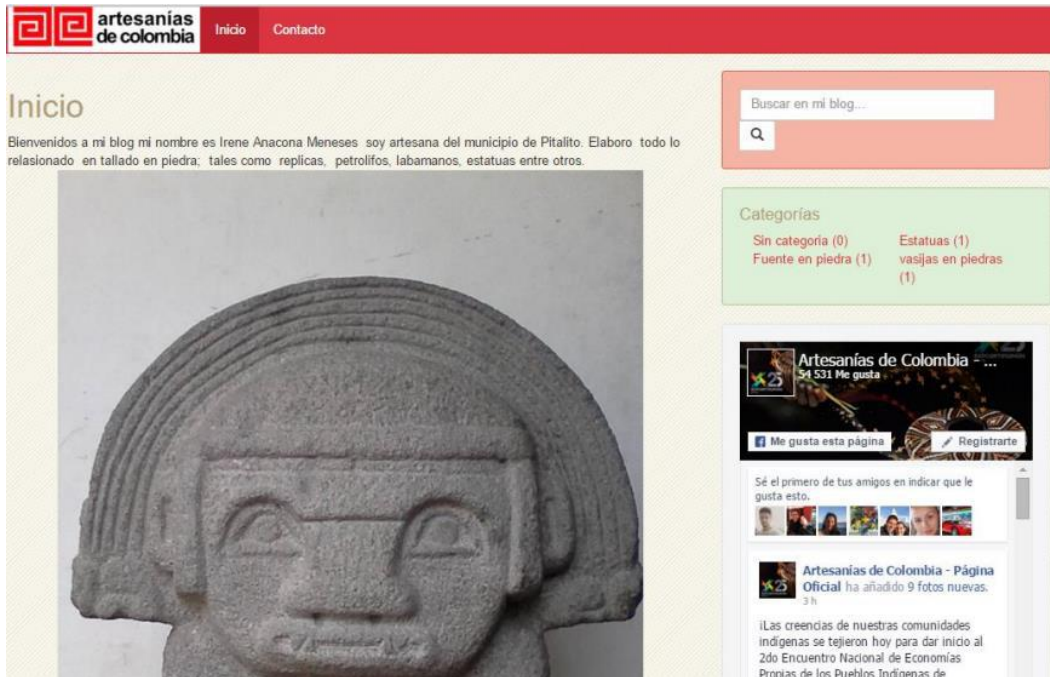 artesanías
de colombia
Inicio
Contacto
Inicio
Bienvenidos a mi blog mi nombre es Irene Anacona Meneses soy artesana del municipio de Pitalito. Elaboro todo lo
relasionado en tallado en piedra; tales como replicas, petrolifos, labamanos, estatuas entre otros.
Buscar en mi blog...
Categorías
Sin categoria (0)
Estatuas (1)
Fuente en piedra (1)
vasijas en piedras
(1)
Artesanías de Colombia - ...
54 531 Me gusta
Me gusta esta página
Registrarte
Sé el primero de tus amigos en indicar que le
gusta esto.
Artesanías de Colombia - Página
Oficial ha añadido 9 fotos nuevas.
3 h
¡Las creencias de nuestras comunidades
indígenas se tejieron hoy para dar inicio al
2do Encuentro Nacional de Economías
Propias de los Pueblos Indígenas de